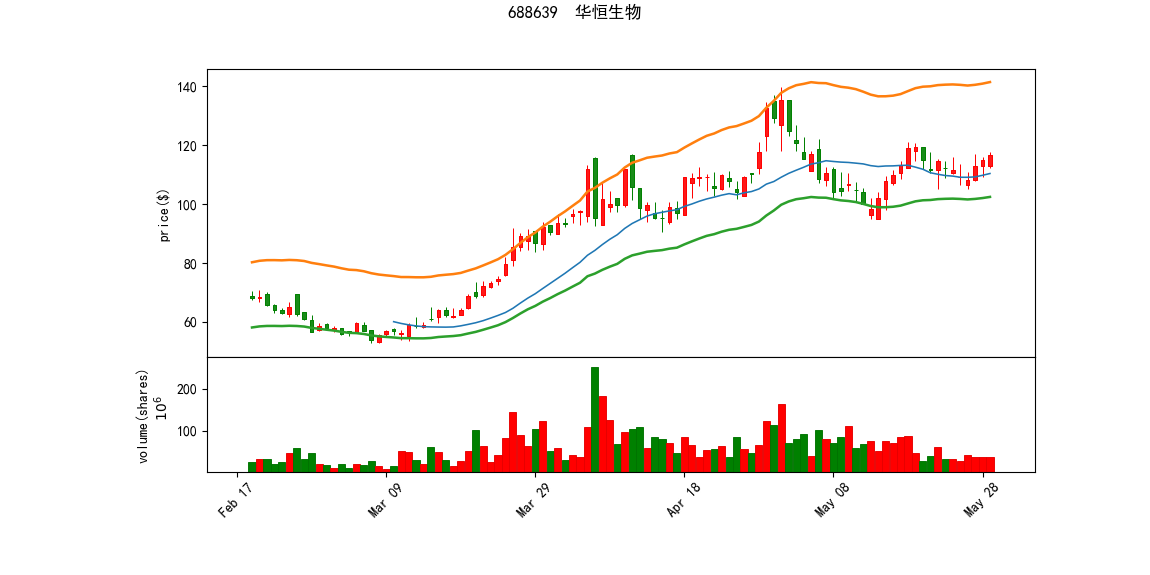 688639 华恒生物
price($)
140
120
100
80
60
volume(shares)
10^6
200
100
Feb 17
Mar 09
Mar 29
Apr 18
May 08
May 28